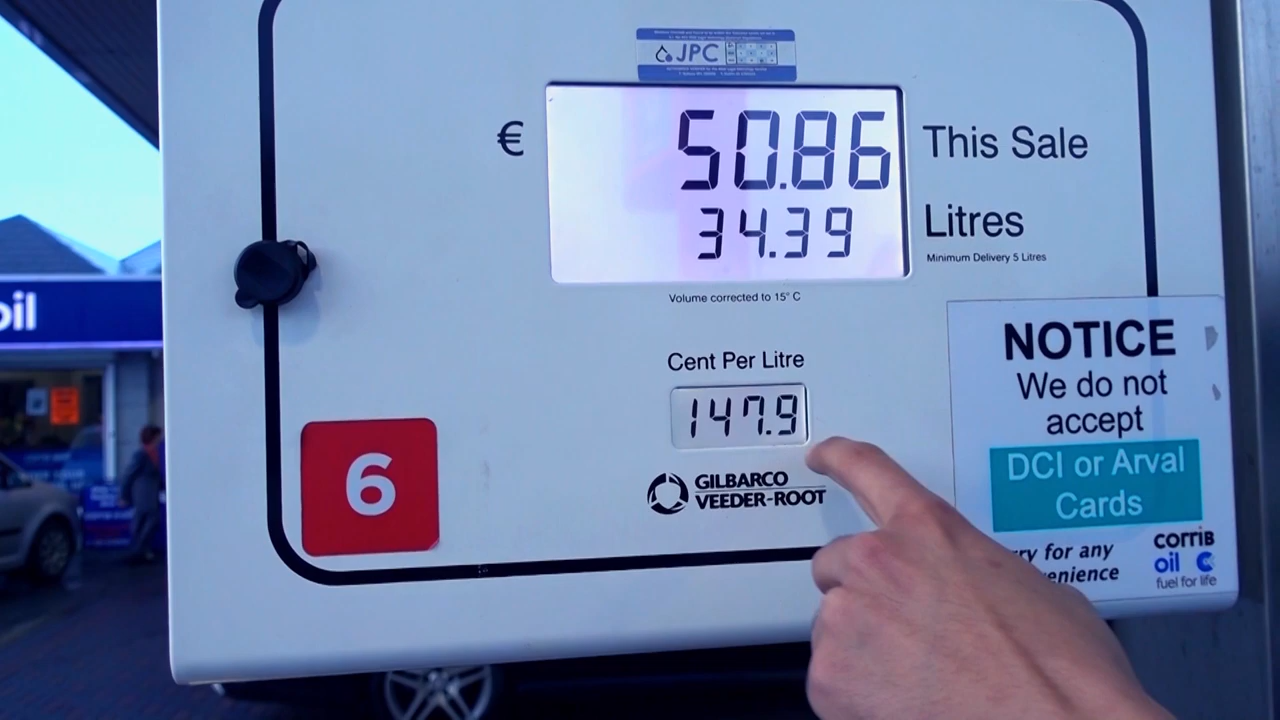 JPC
€ 50.86 This Sale
34.39 Litres
Minimum Delivery 5 Litres
Volume corrected to 15° C
Cent Per Litre
147.9
GILBARCO
VEEDER-ROOT
6
oil
NOTICE
We do not
accept
DCI or Arval
Cards
ry for any
enience
corrib
oil
fuel for life